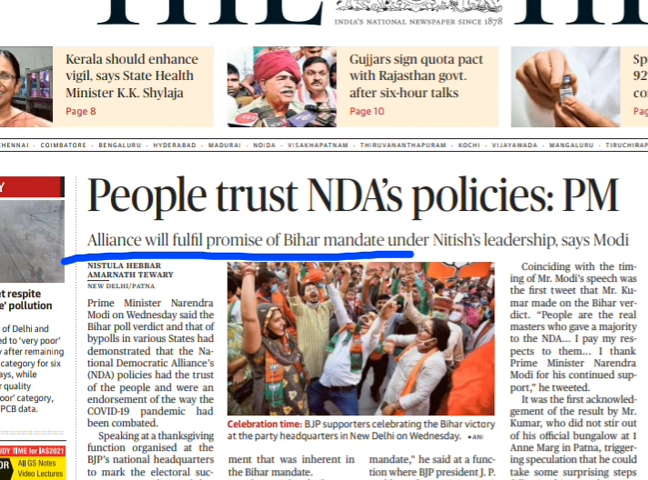 THE HI
INDIA'S NATIONAL NEWSPAPER SINCE 1878
Kerala should enhance
vigil, says State Health
Minister K.K. Shylaja
Page 8
Gujjars sign quota pact
with Rajasthan govt.
after six-hour talks
Page 10
Sp
92
co
Pag
HENNAI · COIMBATORE · BENGALURU · HYDERABAD · MADURAI · NOIDA · VISAKHAPATNAM · THIRUVANANTHAPURAM · KOCHI · VIJAYAWADA · MANGALURU · TIRUCHIRAP
Y
et respite
e' pollution
of Delhi and
ed to 'very poor'
y after remaining
category for six
ays, while
r quality
oor' category,
PCB data.
UDY TIME for IAS2021
OR
All GS Notes
Video Lectures
People trust NDA's policies: PM
Alliance will fulfil promise of Bihar mandate under Nitish's leadership, says Modi
NISTULA HEBBAR
AMARNATH TEWARY
NEW DELHI/PATNA
Prime Minister Narendra
Modi on Wednesday said the
Bihar poll verdict and that of
bypolls in various States had
demonstrated that the Na-
tional Democratic Alliance's
(NDA) policies had the trust
of the people and were an
endorsement of the way the
COVID-19 pandemic had
been combated.
Speaking at a thanksgiving
function organised at the
BJP's national headquarters
to mark the electoral suc-
Celebration time: BJP supporters celebrating the Bihar victory
at the party headquarters in New Delhi on Wednesday. ●ANI
ment that was inherent in
the Bihar mandate.
mandate," he said at a func-
tion where BJP president J. P.
Coinciding with the tim-
ing of Mr. Modi's speech was
the first tweet that Mr. Ku-
mar made on the Bihar ver-
dict. "People are the real
masters who gave a majority
to the NDA... I pay my res-
pects to them... I thank
Prime Minister Narendra
Modi for his continued sup-
port," he tweeted.
It was the first acknowled-
gement of the result by Mr.
Kumar, who did not stir out
of his official bungalow at 1
Anne Marg in Patna, trigger-
ing speculation that he could
take some surprising steps